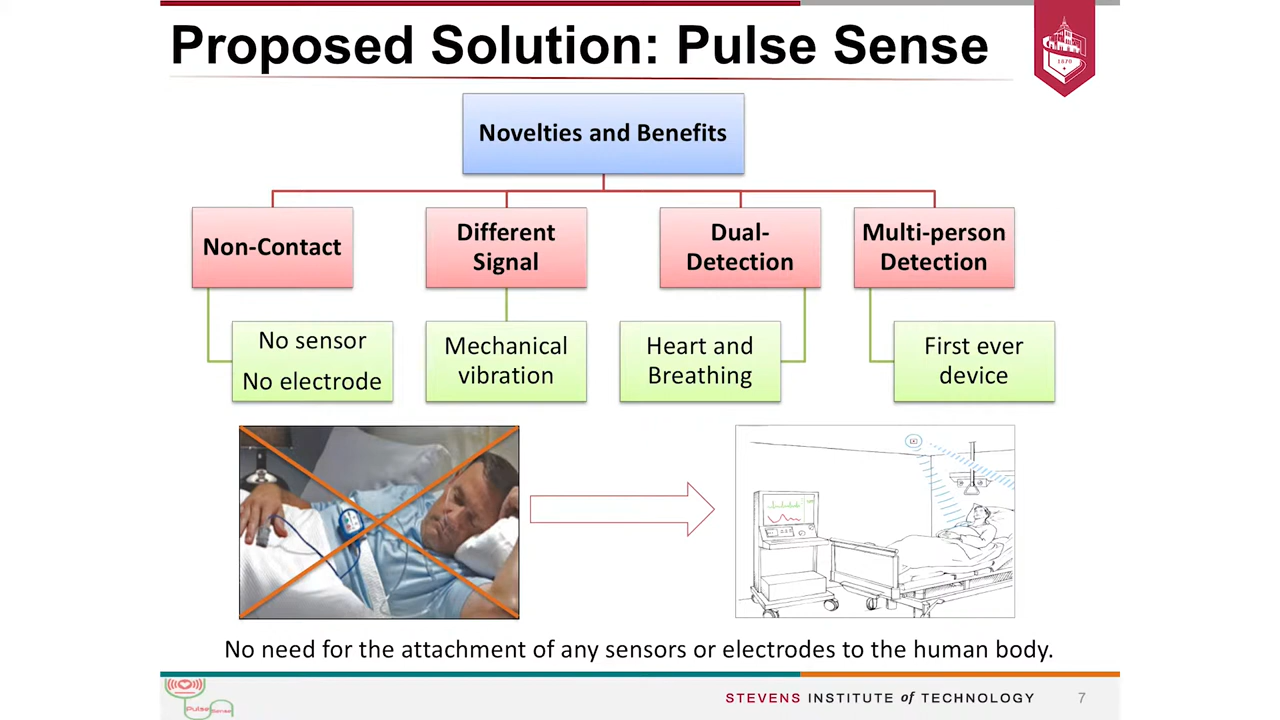 Proposed Solution: Pulse Sense
1870
Novelties and Benefits
Non-Contact
Different
Signal
Dual-
Detection
Multi-person
Detection
No sensor
No electrode
Mechanical
vibration
Heart and
Breathing
First ever
device
No need for the attachment of any sensors or electrodes to the human body.
PulseSense
STEVENS INSTITUTE of TECHNOLOGY
7